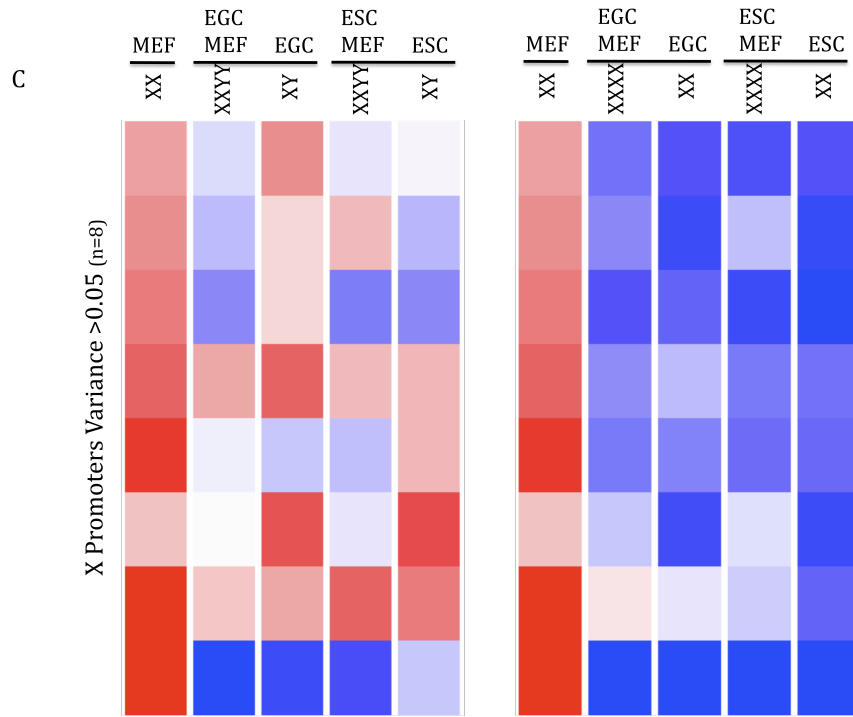 EGC
ESC
EGC
ESC
MEF
MEF
EGC
MEF
ESC
MEF
MEF
EGC
MEF
ESC
C
XX
XXYY
XY
XXYY
XY
XX
XXXX
XX
XXXX
XX
X Promoters Variance >0.05 (n=8)